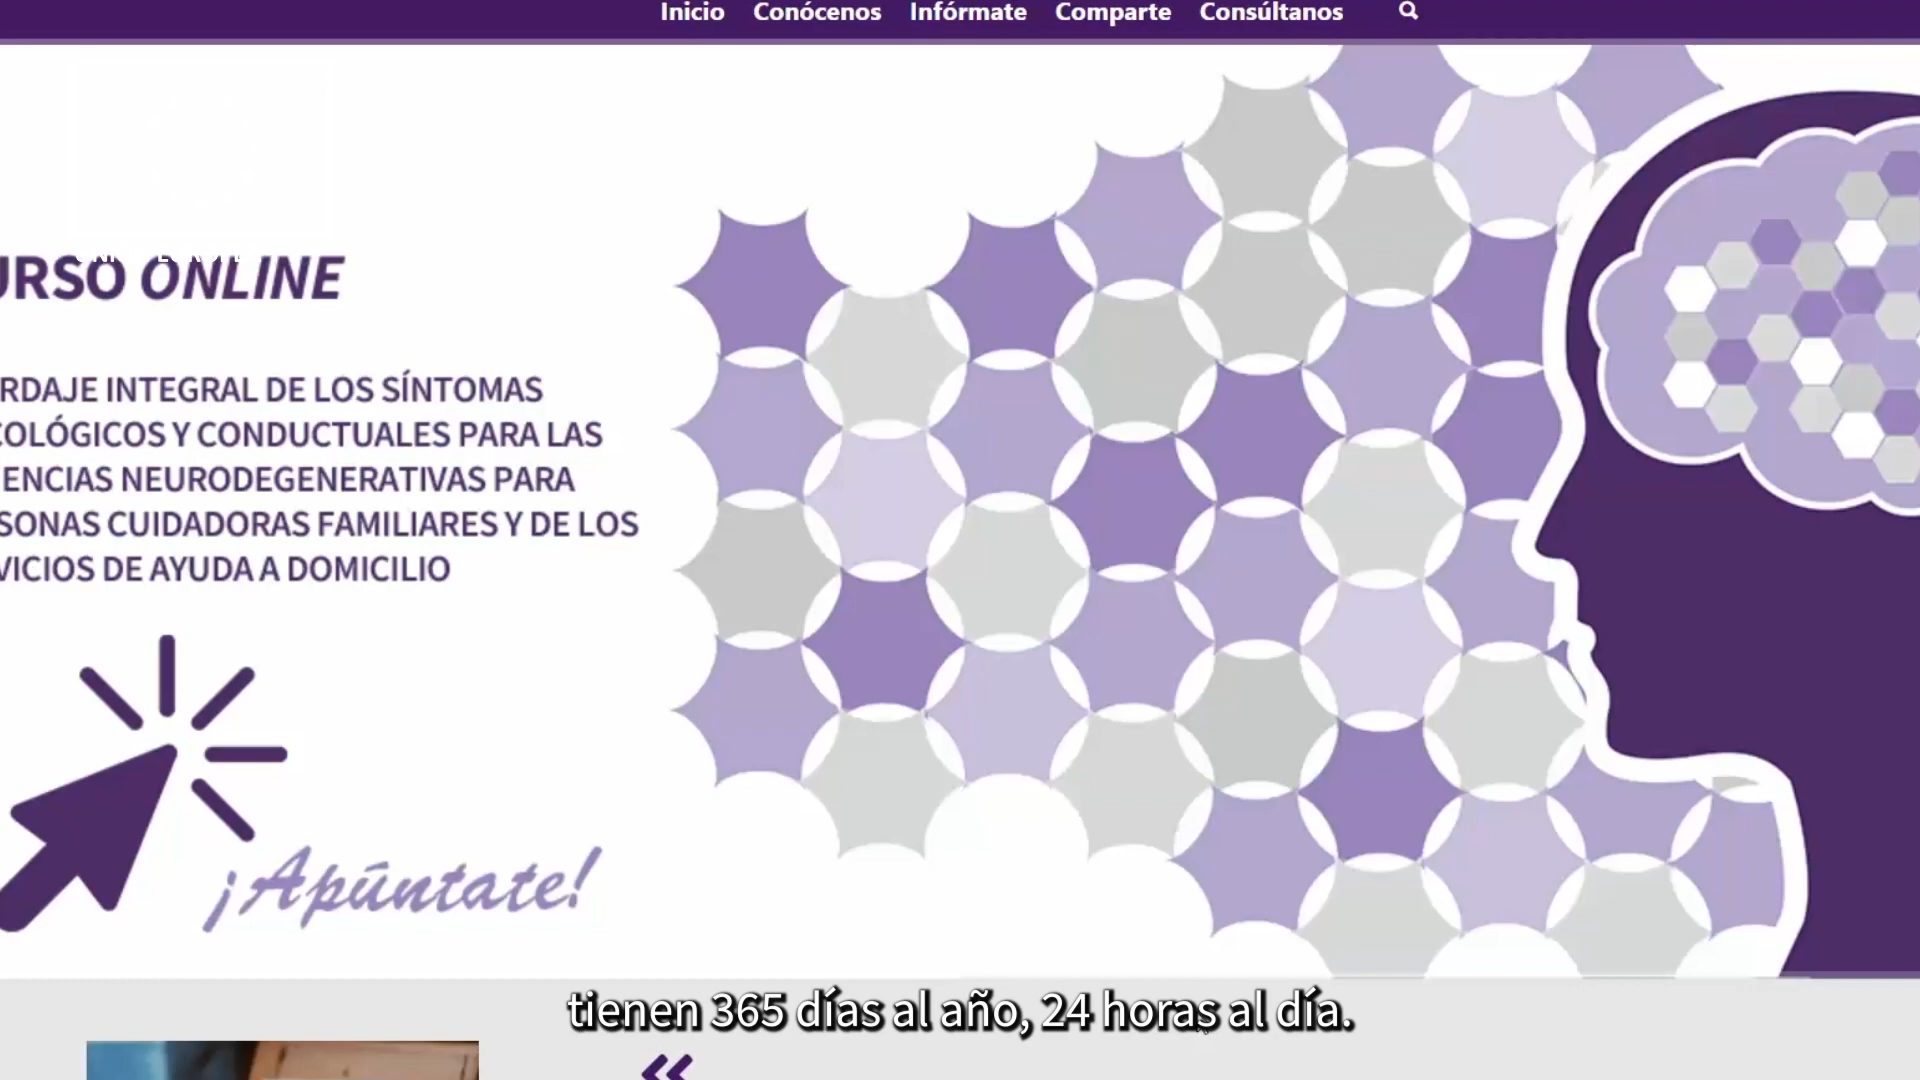 Inicio Conócenos Infórmate Comparte Consúltanos
URSO ONLINE
RDAJE INTEGRAL DE LOS SÍNTOMAS
COLÓGICOS Y CONDUCTUALES PARA LAS
ENCIAS NEURODEGENERATIVAS PARA
SONAS CUIDADORAS FAMILIARES Y DE LOS
VICIOS DE AYUDA A DOMICILIO
¡Apúntate!
tienen 365 días al año, 24 horas al día.